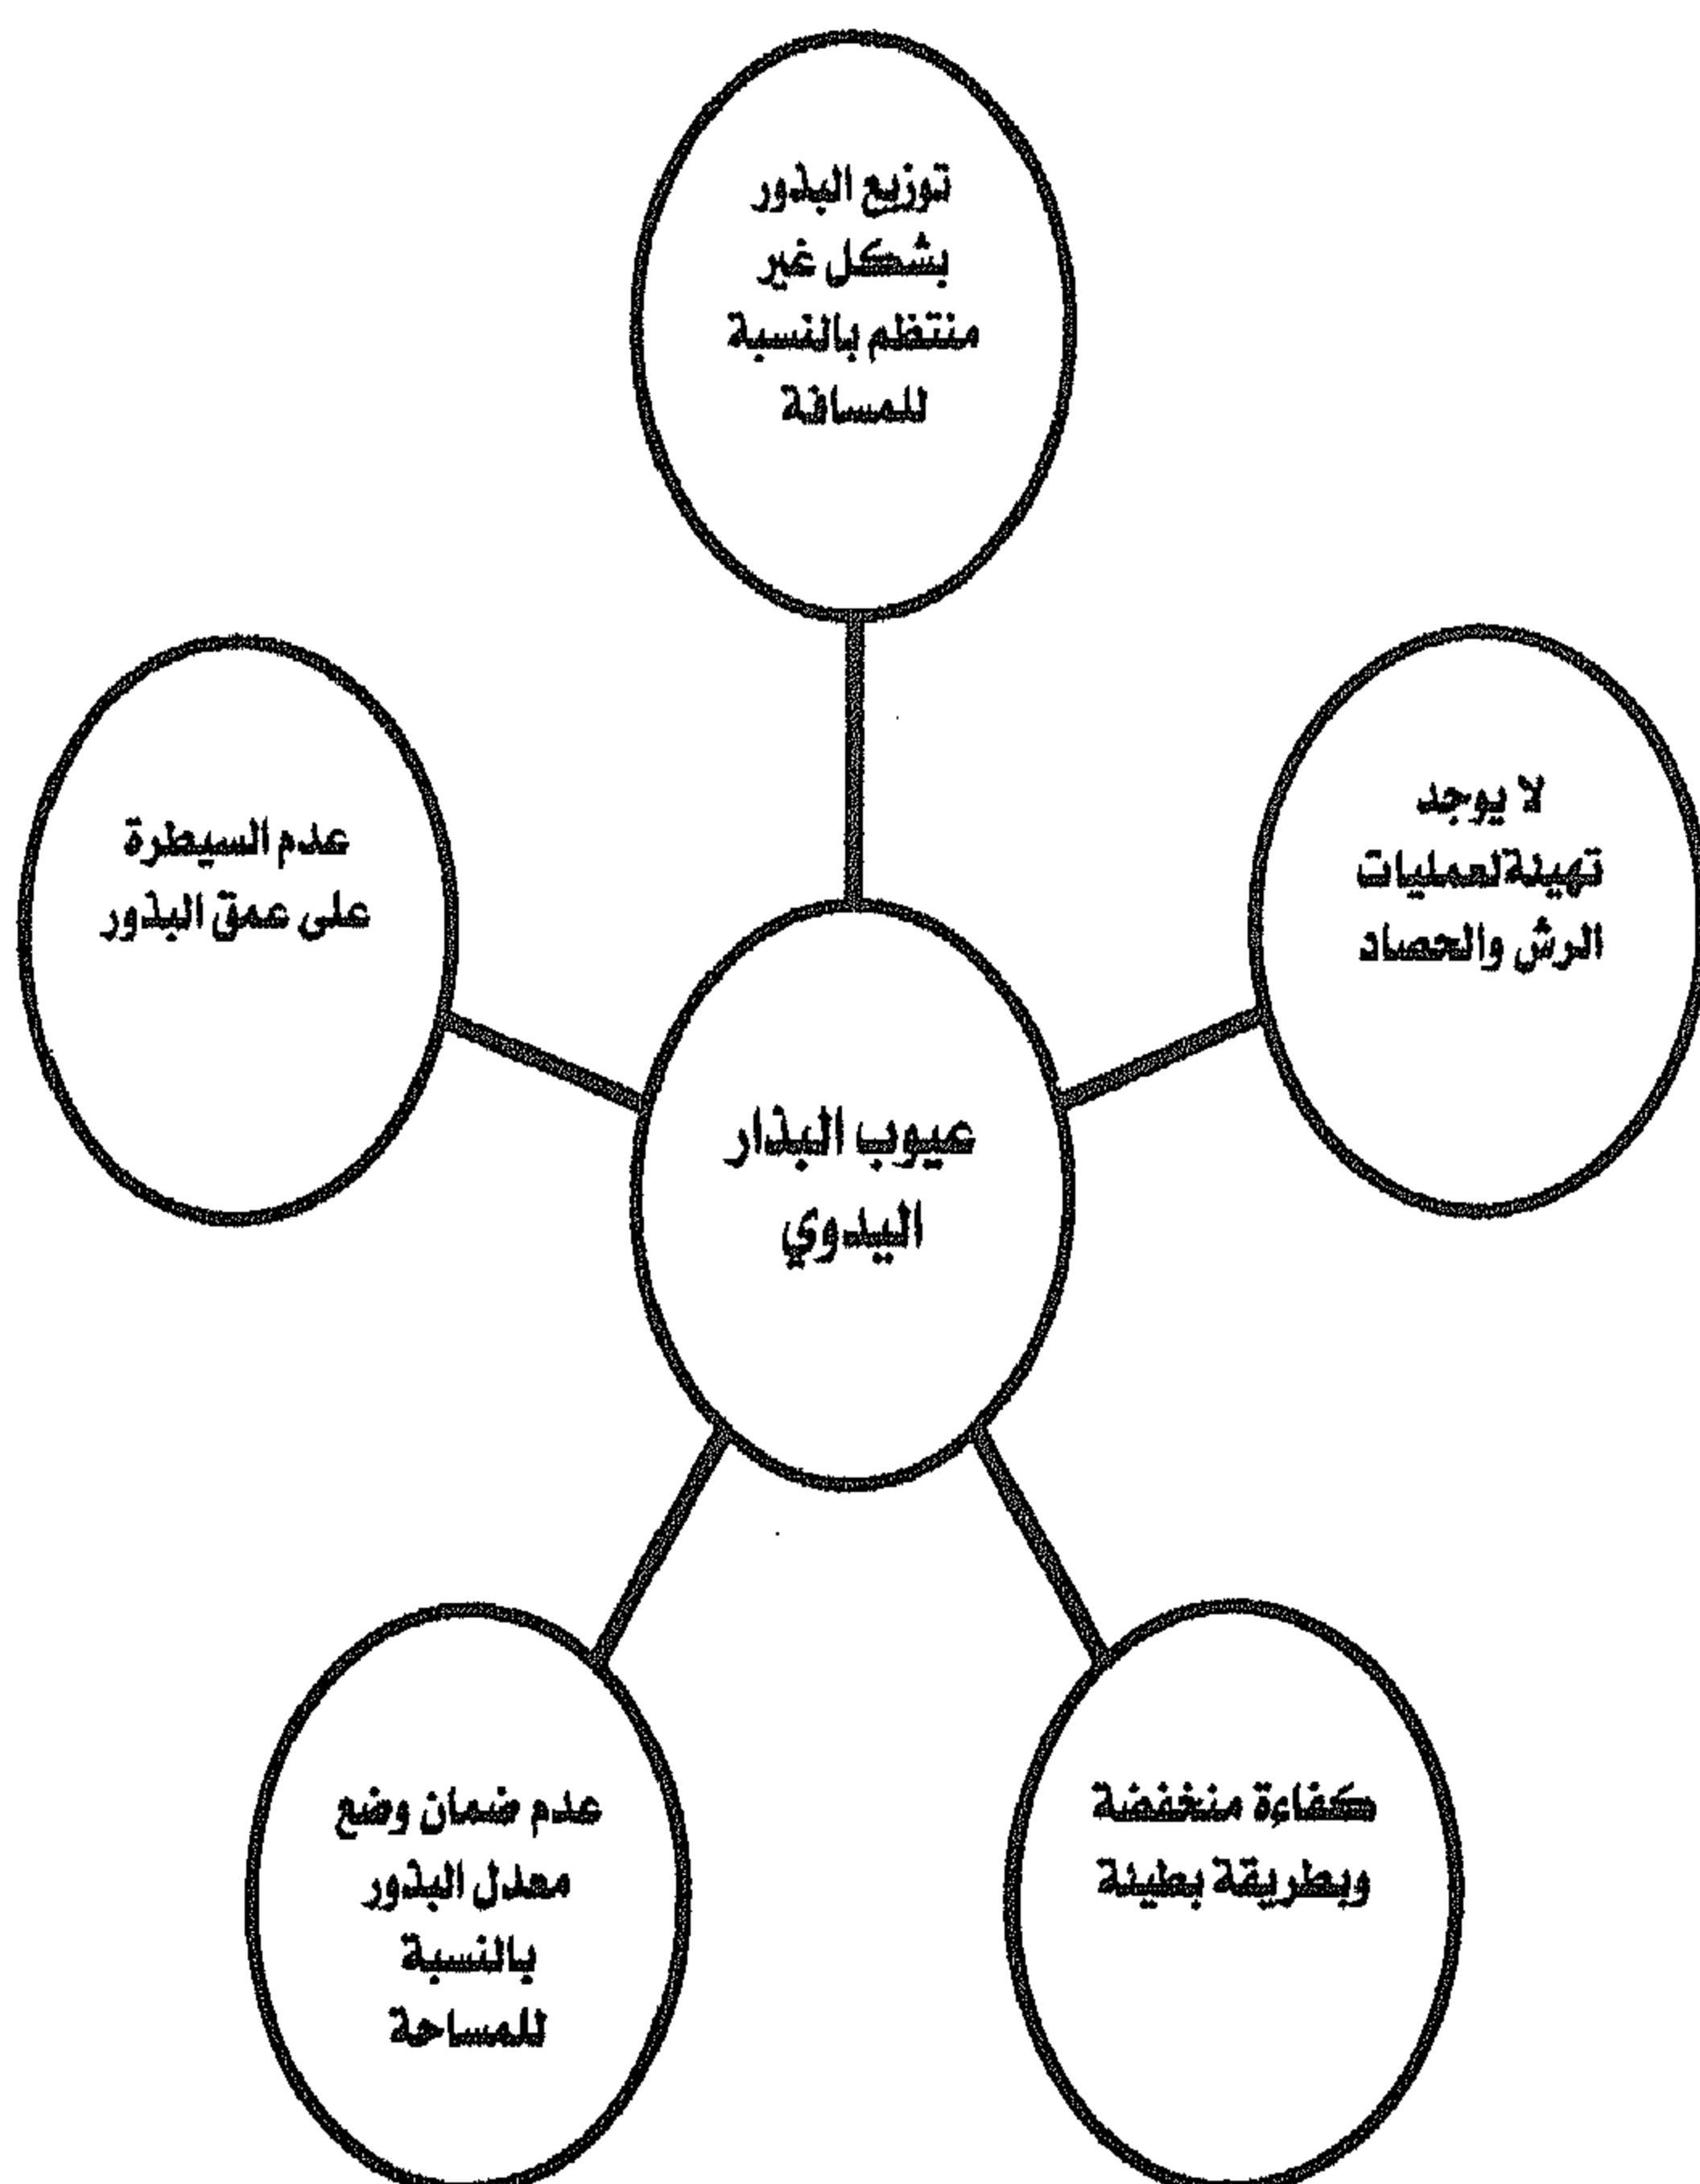 توزيع البذور
بشكل غير
منتظم بالنسبة
للمسافة
لا يوجد
تهيئة لعمليات
الرش والحصاد
عدم السيطرة
على عمق البذور
عيوب البذار
اليدوي
كفاءة منخفضة
وبطريقة بطيئة
عدم ضمان وضع
معدل البذور
بالنسبة
للمساحة